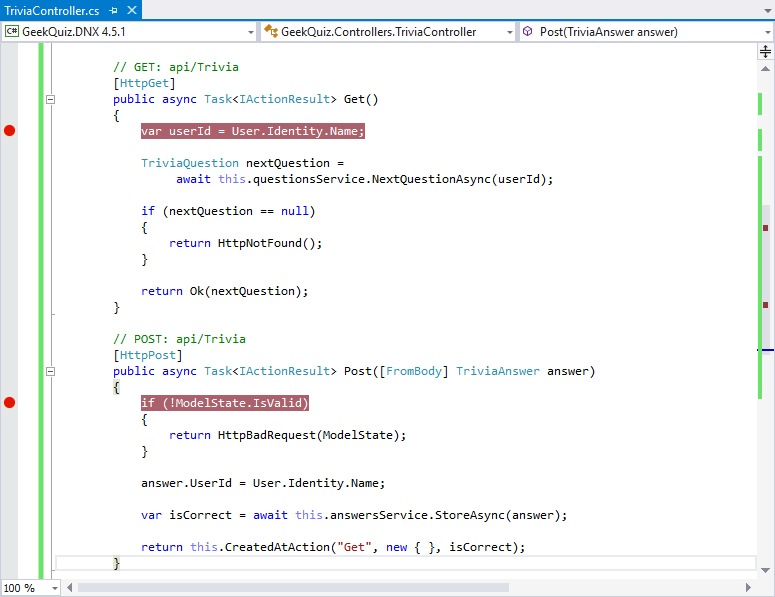 TriviaController.cs
C# GeekQuiz.DNX 4.5.1 GeekQuiz.Controllers.TriviaController Post(TriviaAnswer answer)
// GET: api/Trivia
[HttpGet]
public async Task<IActionResult> Get()
{
var userId = User.Identity.Name;
TriviaQuestion nextQuestion =
await this.questionsService.NextQuestionAsync(userId);
if (nextQuestion == null)
{
return HttpNotFound();
}
return Ok(nextQuestion);
}
// POST: api/Trivia
[HttpPost]
public async Task<IActionResult> Post([FromBody] TriviaAnswer answer)
{
if (!ModelState.IsValid)
{
return HttpBadRequest(ModelState);
}
answer.UserId = User.Identity.Name;
var isCorrect = await this.answersService.StoreAsync(answer);
return this.CreatedAtAction("Get", new { }, isCorrect);
}
100 %